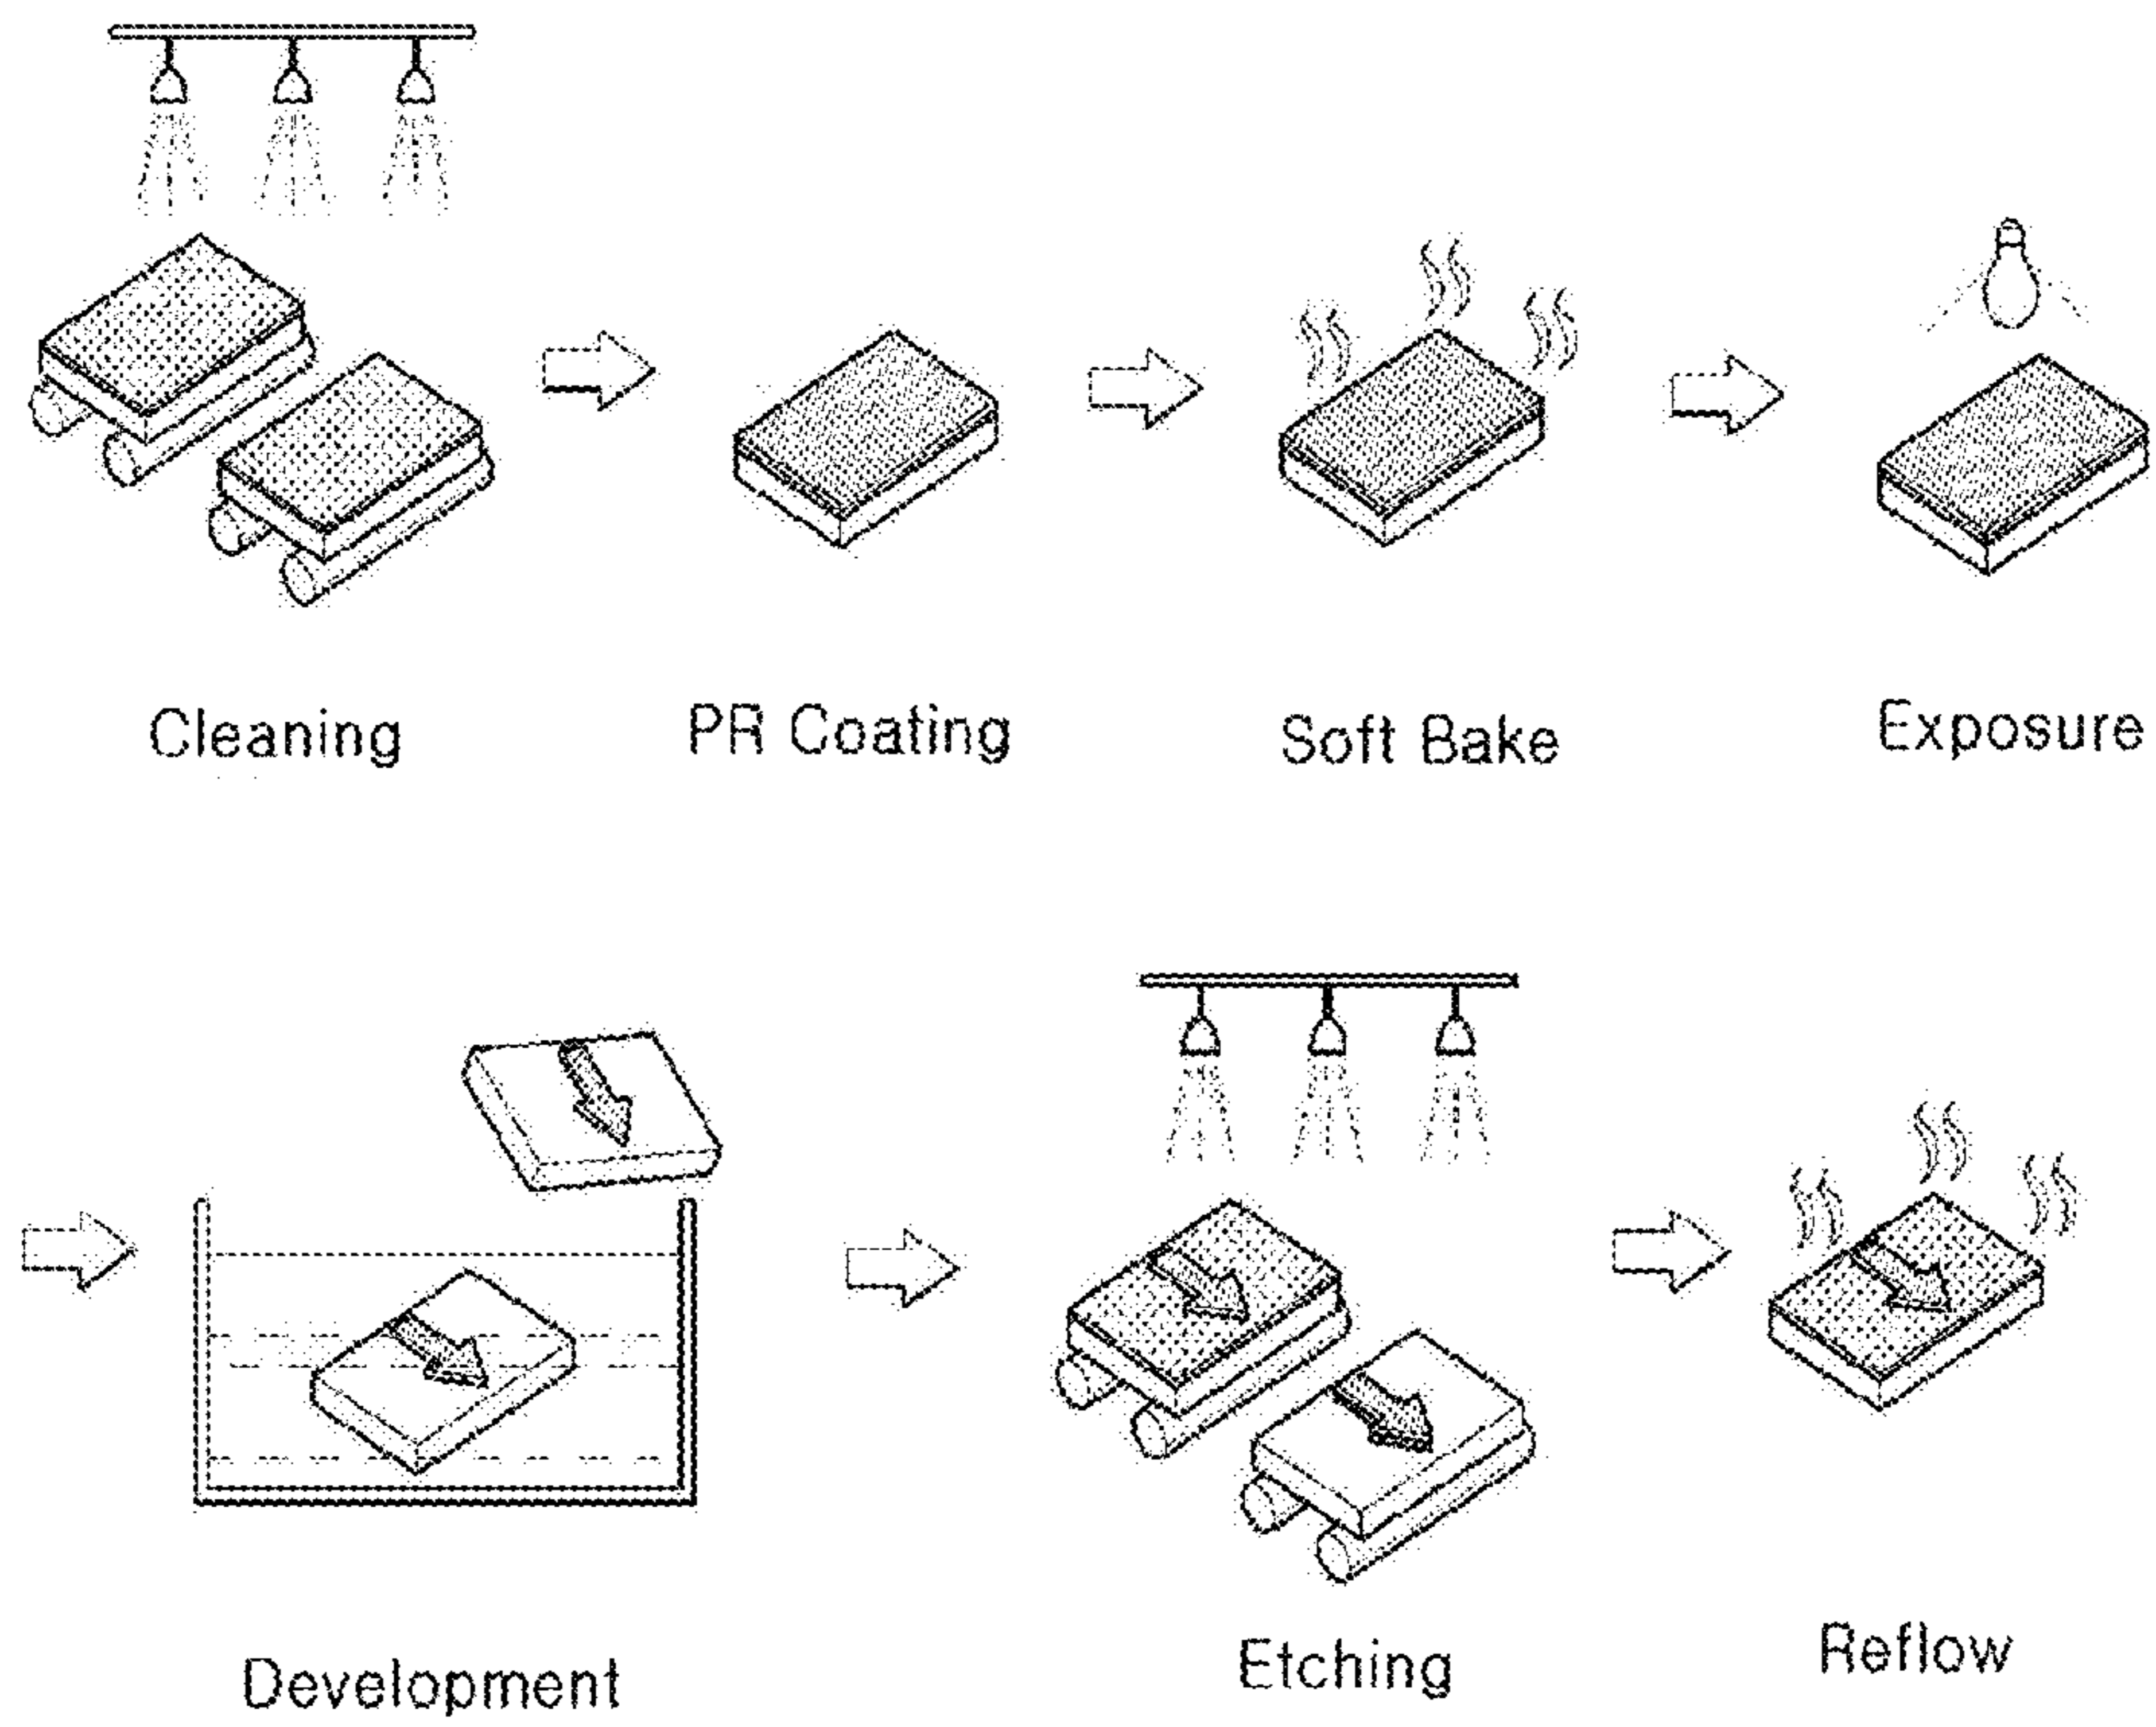 Cleaning
PR Coating
Soft Bake
Exposure
Development
Etching
Reflow